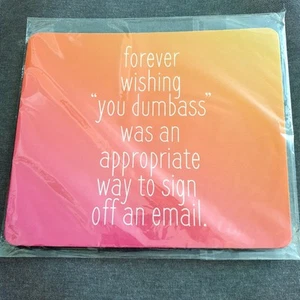 forever
wishing
“you dumbass”
was an
appropriate
way to sign
off an email.